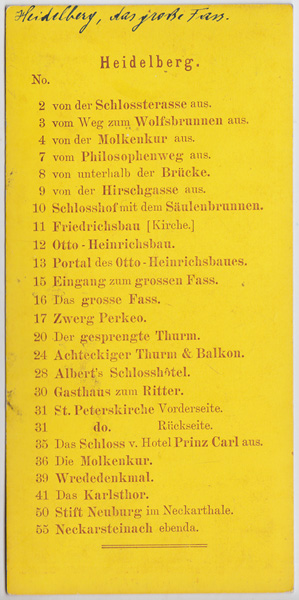 Heidelberg, das große Fass.
Heidelberg.
No.
2 von der Schlossterasse aus.
3 vom Weg zum Wolfsbrunnen aus.
4 von der Molkenkur aus.
7 vom Philosophenweg aus.
8 von unterhalb der Brücke.
9 von der Hirschgasse aus.
10 Schlosshof mit dem Säulenbrunnen.
11 Friedrichsbau [Kirche.]
12 Otto-Heinrichsbau.
13 Portal des Otto-Heinrichsbaues.
15 Eingang zum grossen Fass.
16 Das grosse Fass.
17 Zwerg Perkeo.
20 Der gesprengte Thurm.
24 Achteckiger Thurm & Balkon.
28 Albert's Schlosshôtel.
30 Gasthaus zum Ritter.
31 St. Peterskirche Vorderseite.
31 do. Rückseite.
35 Das Schloss v. Hotel Prinz Carl aus.
36 Die Molkenkur.
39 Wrededenkmal.
41 Das Karlsthor.
50 Stift Neuburg im Neckarthale.
55 Neckarsteinach ebenda.